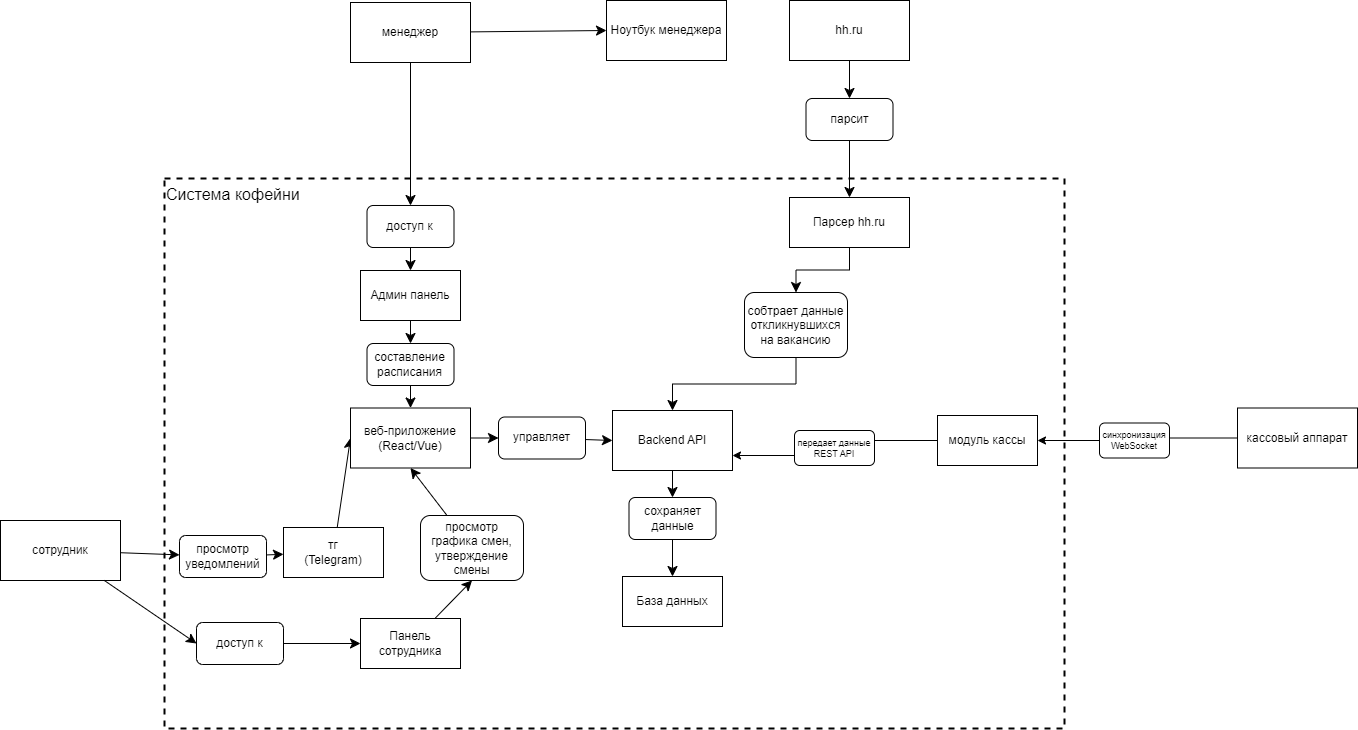 менеджер
Ноутбук менеджера
hh.ru
парсит
Система кофейни
доступ к
Парсер hh.ru
Админ панель
собтрает данные
откликнувшихся
на вакансию
составление
расписания
веб-приложение
(React/Vue)
управляет
Backend API
передает данные
REST API
модуль кассы
синхронизация
WebSocket
кассовый аппарат
сохраняет
данные
сотрудник
просмотр
уведомлений
тг
(Telegram)
просмотр
графика смен,
утверждение
смены
База данных
доступ к
Панель
сотрудника